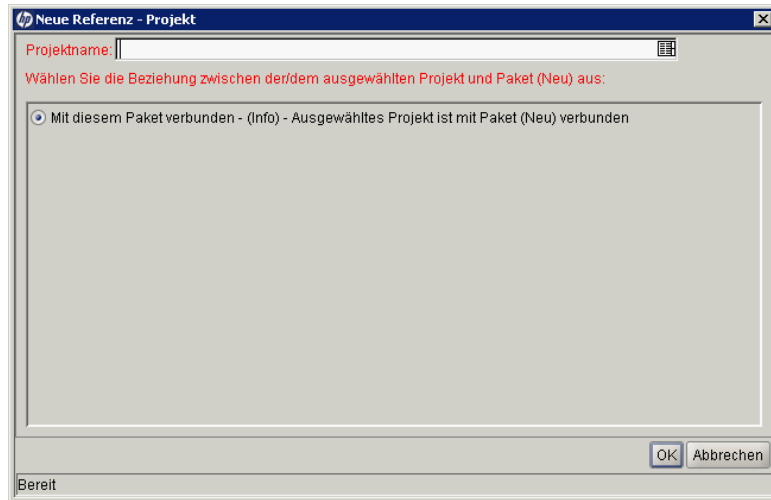 hp Neue Referenz - Projekt
Projektname:
Wählen Sie die Beziehung zwischen der/dem ausgewählten Projekt und Paket (Neu) aus:
Mit diesem Paket verbunden - (Info) - Ausgewähltes Projekt ist mit Paket (Neu) verbunden
OK Abbrechen
Bereit